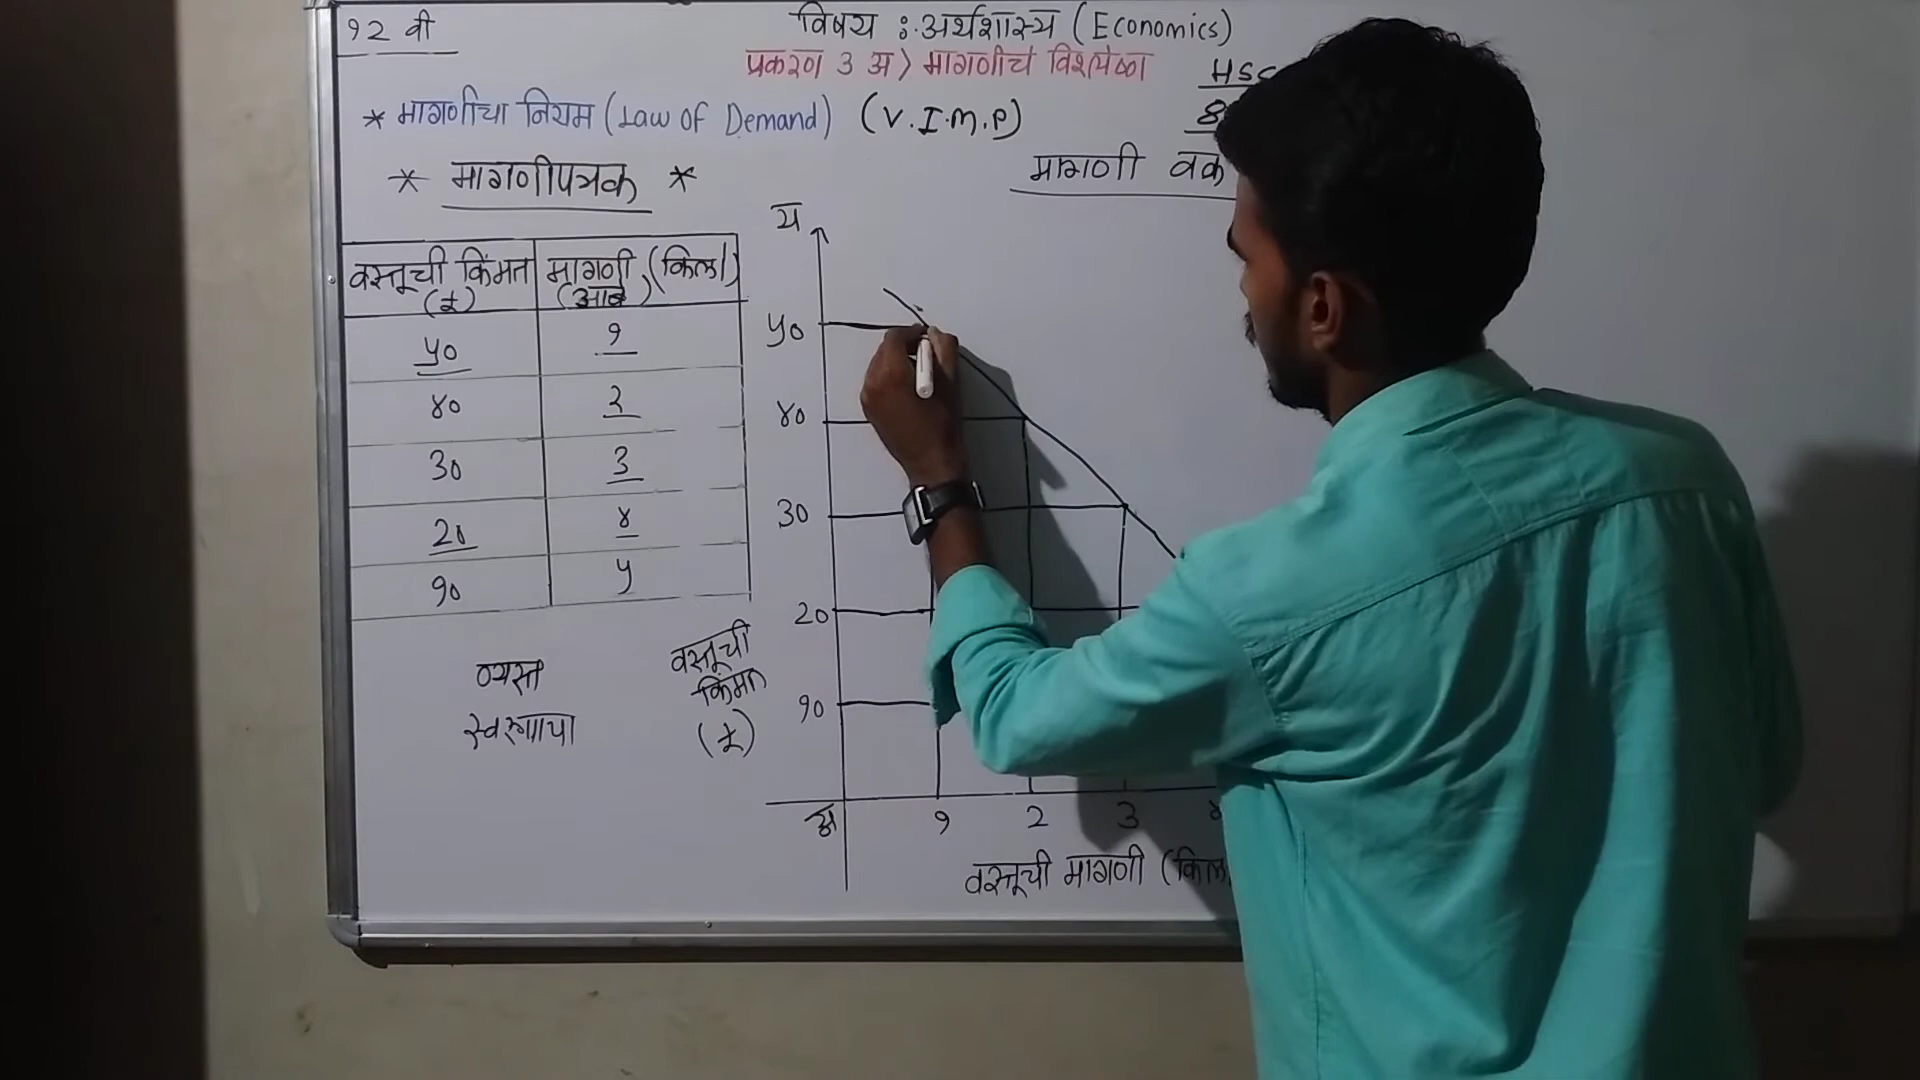 १२ वी
विषय : अर्थशास्त्र (Economics)
प्रकरण ३ अ) मागणीचे विश्लेषण
HSC
* मागणीचा नियम (Law of Demand) (V.I.M.P)
* मागणीपत्रक *
मागणी वक्र
वस्तूची किंमत (₹) मागणी (किलो) (आंबे)
५० १
४० २
३० ३
२० ४
१० ५
व्यस्त
स्वरूपाचा
य
५०
४०
३०
२०
१०
वस्तूची
किंमत
(₹)
अ १ २ ३ ४
वस्तूची मागणी (किलो